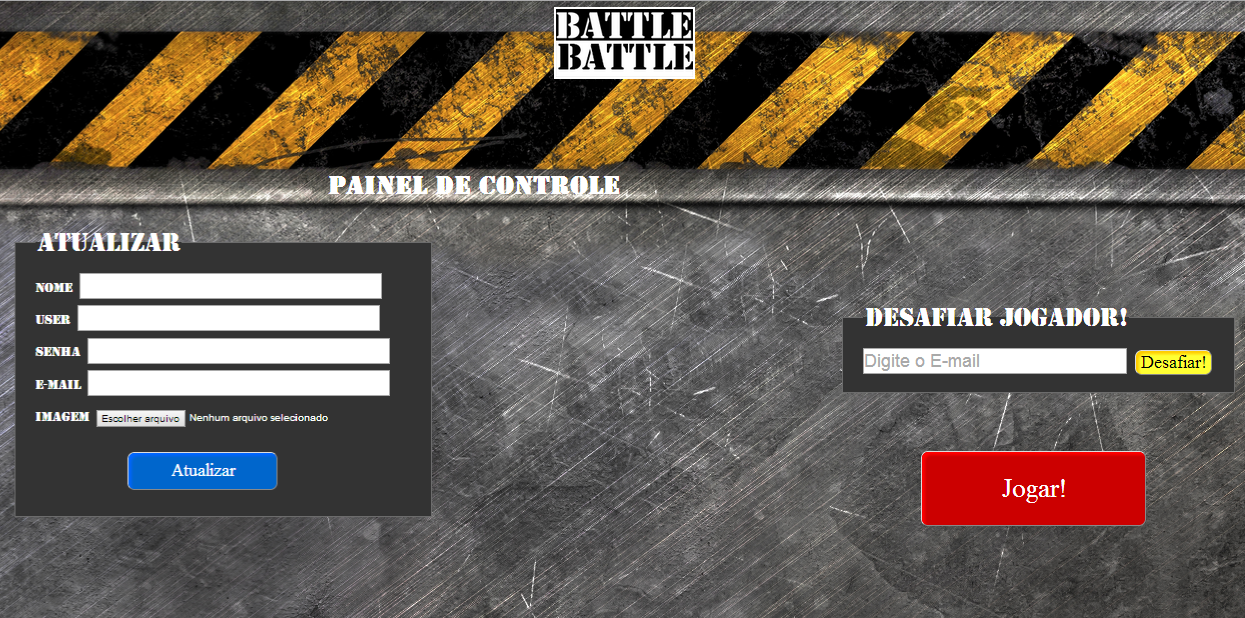 BATTLE
BATTLE
PAINEL DE CONTROLE
ATUALIZAR
NOME
USER
SENHA
E-MAIL
IMAGEM Escolher arquivo Nenhum arquivo selecionado
Atualizar
DESAFIAR JOGADOR!
Digite o E-mail Desafiar!
Jogar!